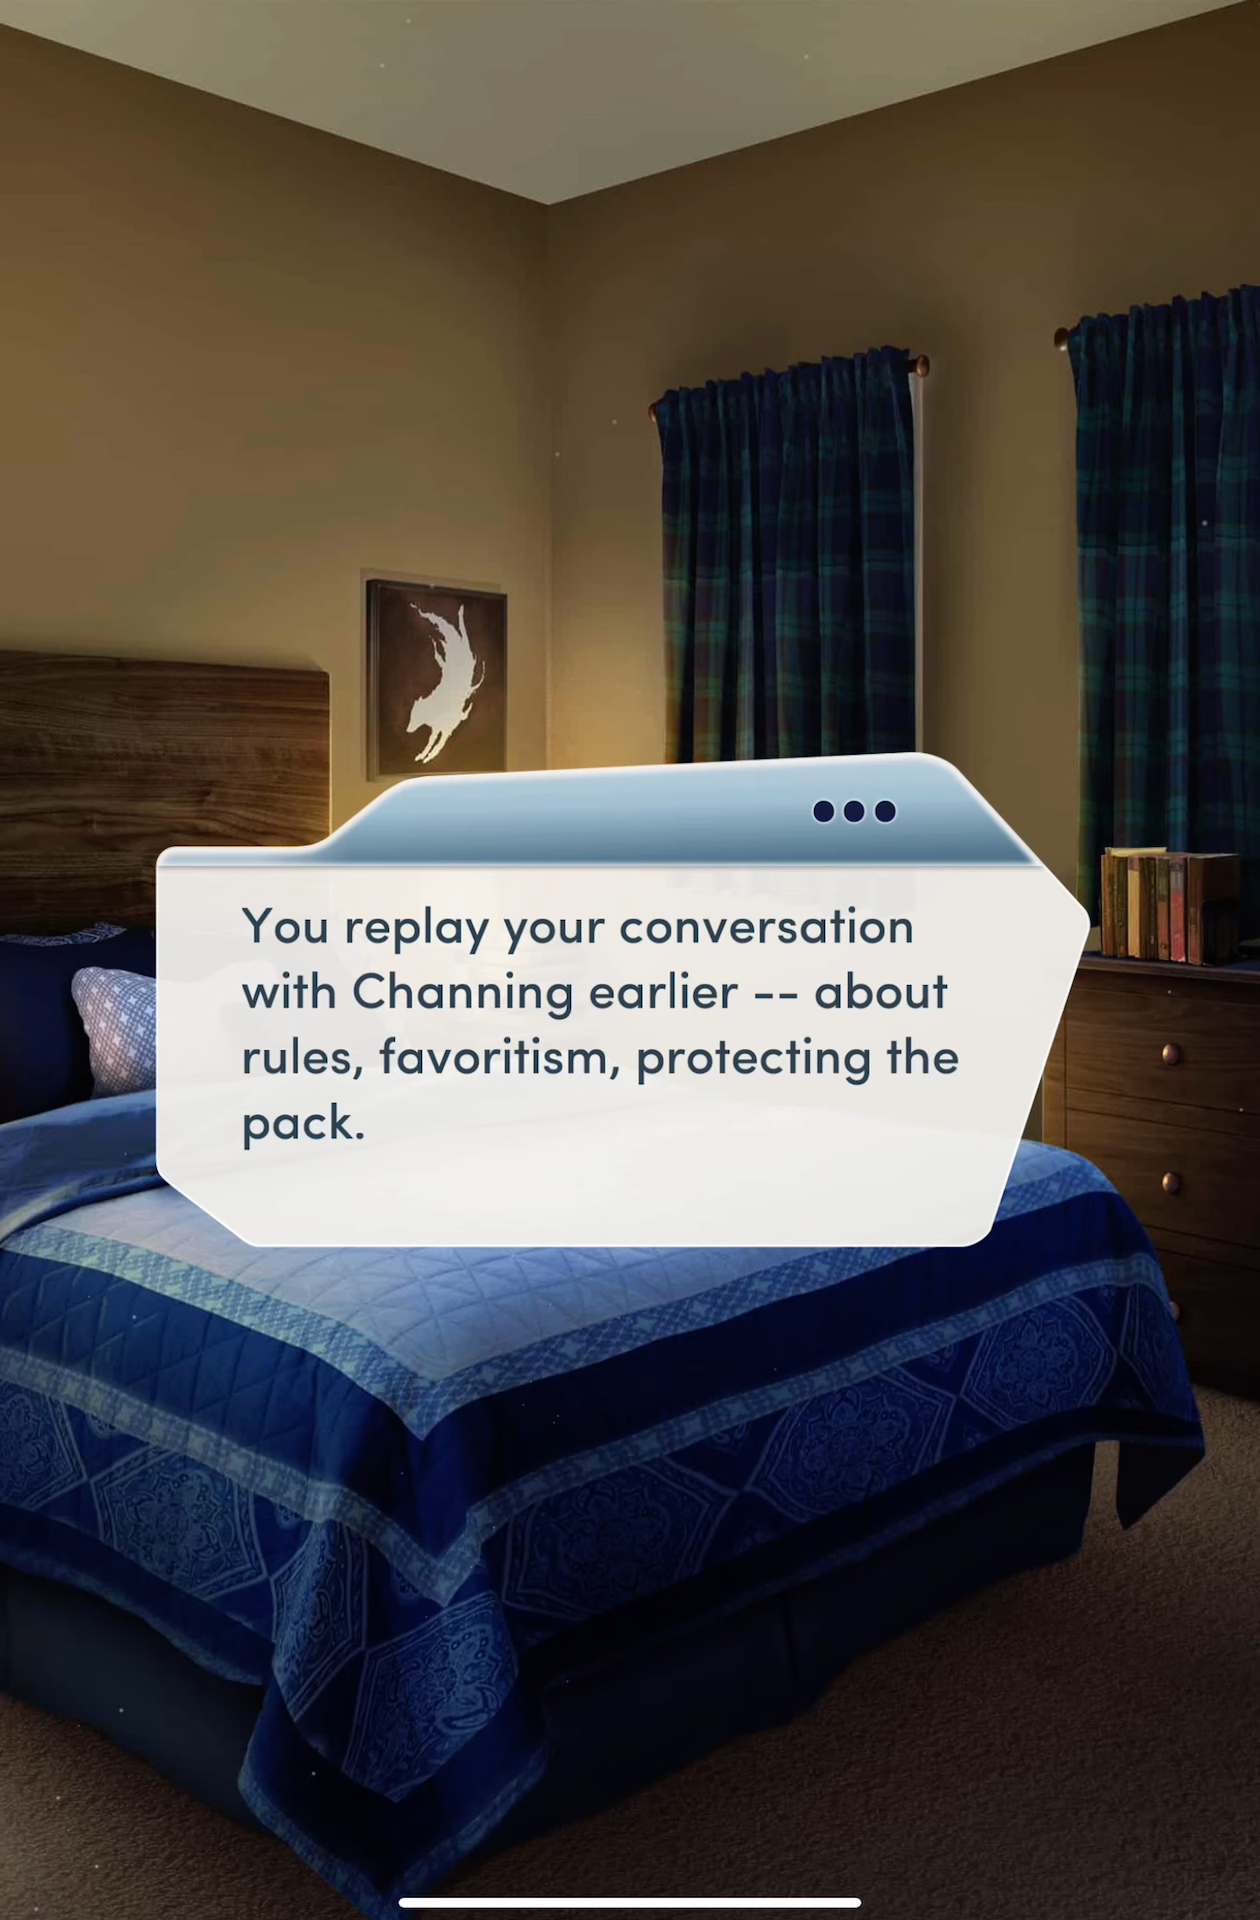 You replay your conversation
with Channing earlier -- about
rules, favoritism, protecting the
pack.